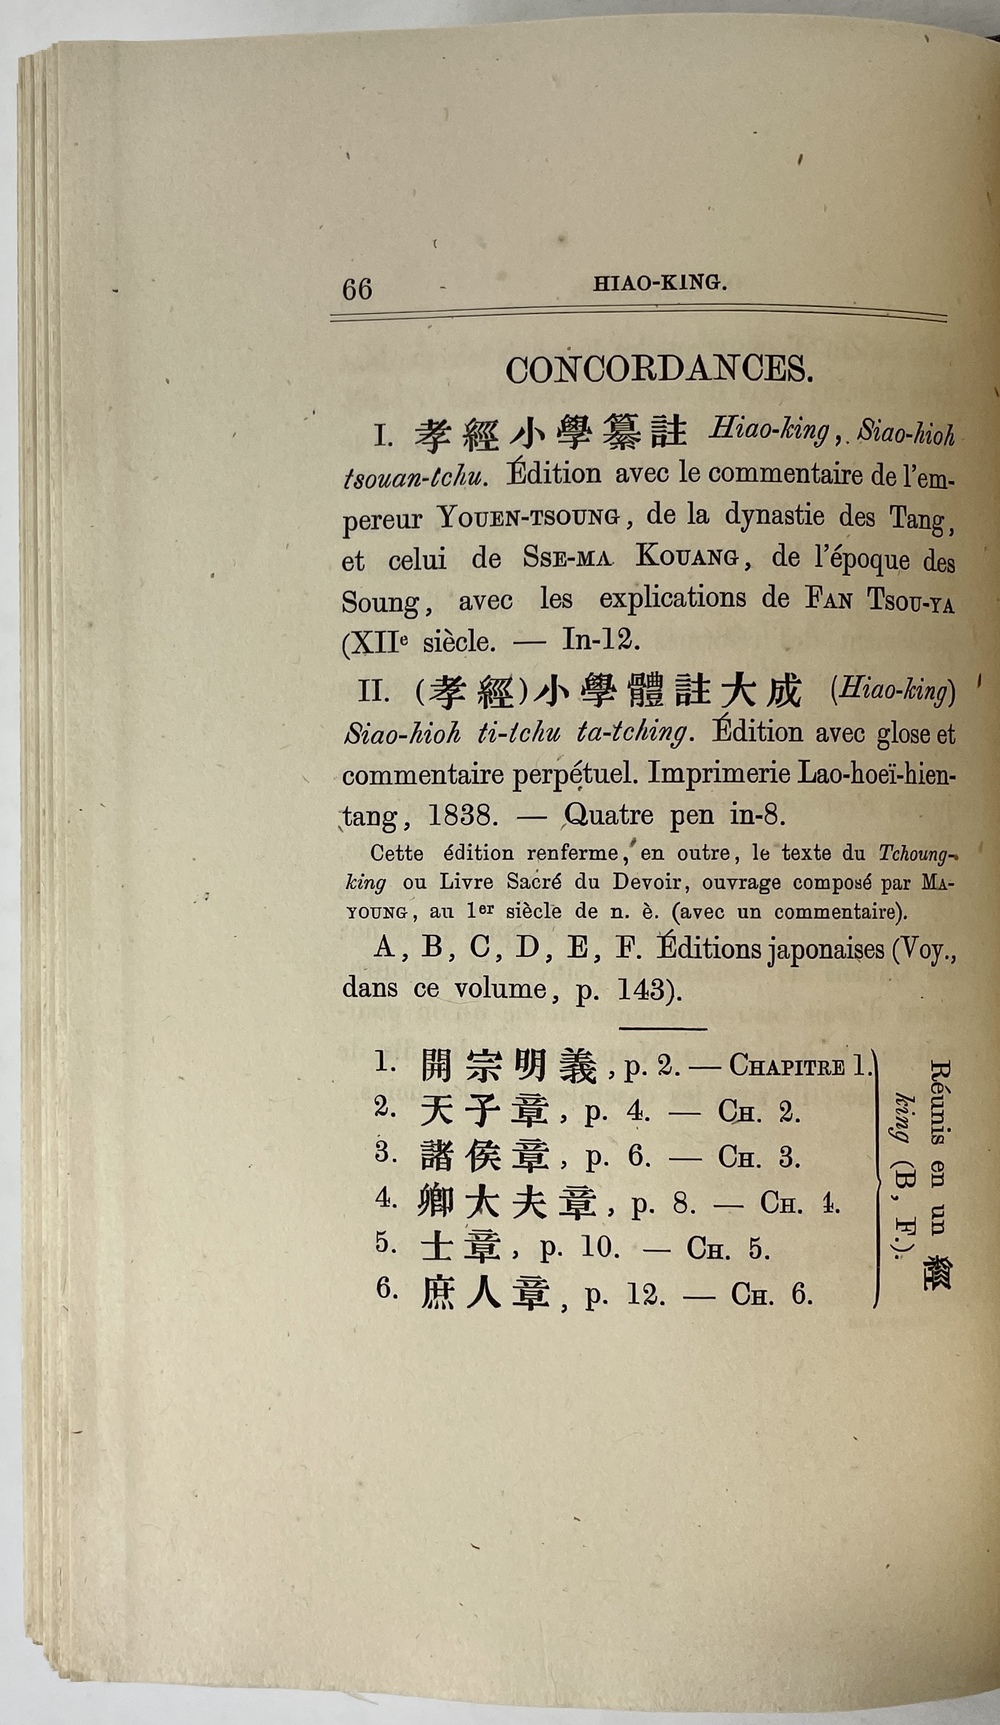 66 HIAO-KING.
CONCORDANCES.
I. 孝經小學纂註 Hiao-king, Siao-hioh
tsouan-tchu. Édition avec le commentaire de l'em-
pereur YOUEN-TSOUNG, de la dynastie des Tang,
et celui de SSE-MA KOUANG, de l'époque des
Soung, avec les explications de FAN TSOU-YA
(XIIe siècle. — In-12.
II. (孝經)小學體註大成 (Hiao-king)
Siao-hioh ti-tchu ta-tching. Édition avec glose et
commentaire perpétuel. Imprimerie Lao-hoeï-hien-
tang, 1838. — Quatre pen in-8.
Cette édition renferme, en outre, le texte du Tchoung-
king ou Livre Sacré du Devoir, ouvrage composé par MA-
YOUNG, au 1er siècle de n. è. (avec un commentaire).
A, B, C, D, E, F. Éditions japonaises (Voy.,
dans ce volume, p. 143).
1. 開宗明義, p. 2. — CHAPITRE 1.
2. 天子章, p. 4. — CH. 2.
3. 諸侯章, p. 6. — CH. 3.
4. 卿大夫章, p. 8. — CH. 4.
5. 士章, p. 10. — CH. 5.
6. 庶人章, p. 12. — CH. 6.
Réunis en un 經
king (B, F.).